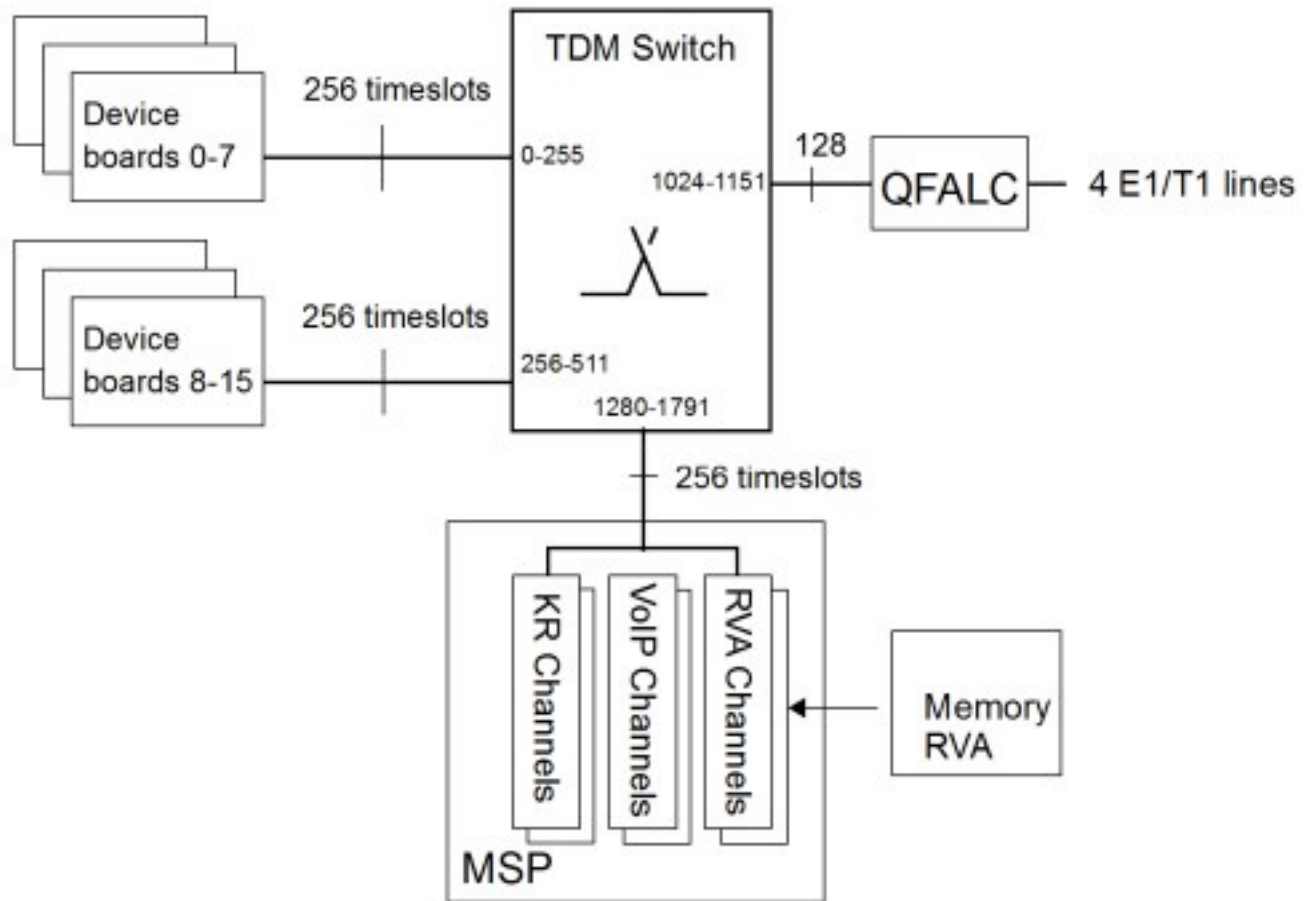 TDM Switch
256 timeslots
Device
boards 0-7
0-255
128
1024-1151
QFALC
4 E1/T1 lines
256 timeslots
Device
boards 8-15
256-511
1280-1791
256 timeslots
KR Channels
VoIP Channels
RVA Channels
Memory
RVA
MSP